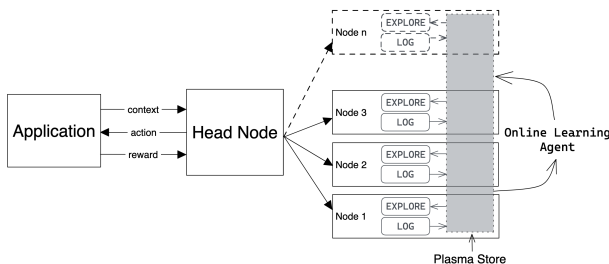 Application
context
action
reward
Head Node
Node n
EXPLORE
LOG
Node 3
EXPLORE
LOG
Node 2
EXPLORE
LOG
Node 1
EXPLORE
LOG
Online Learning
Agent
Plasma Store